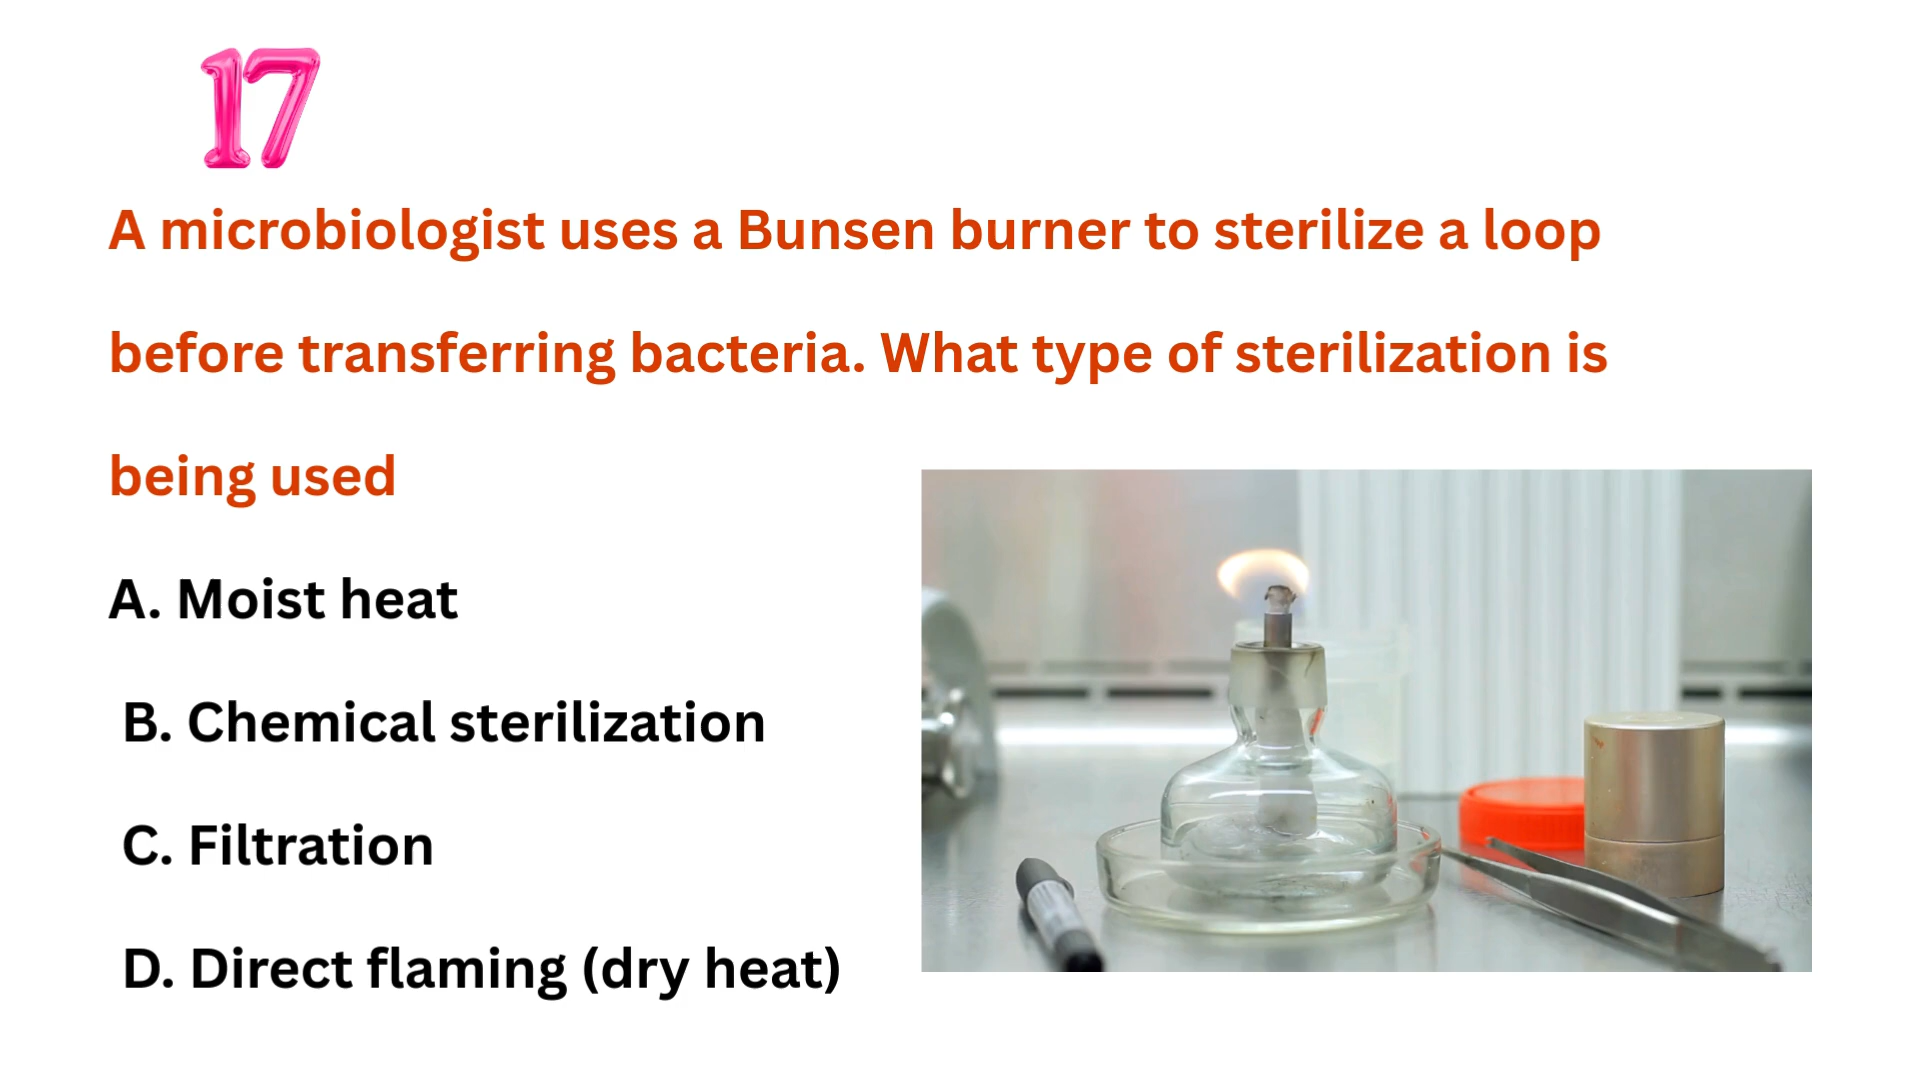 17
A microbiologist uses a Bunsen burner to sterilize a loop
before transferring bacteria. What type of sterilization is
being used
A. Moist heat
B. Chemical sterilization
C. Filtration
D. Direct flaming (dry heat)